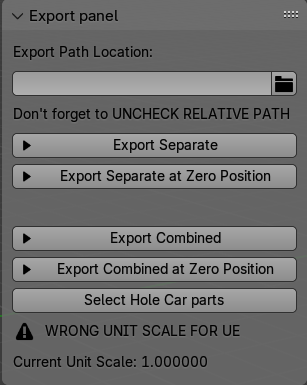 Export panel
Export Path Location:
Don't forget to UNCHECK RELATIVE PATH
Export Separate
Export Separate at Zero Position
Export Combined
Export Combined at Zero Position
Select Hole Car parts
WRONG UNIT SCALE FOR UE
Current Unit Scale: 1.000000